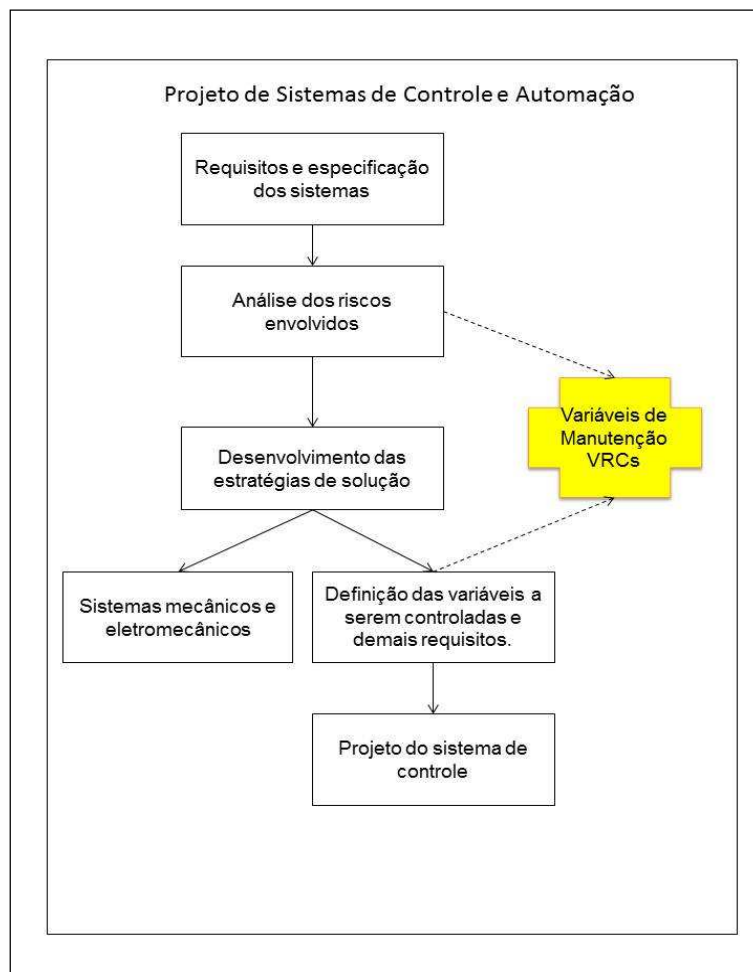 Projeto de Sistemas de Controle e Automação
Requisitos e especificação
dos sistemas
Análise dos riscos
envolvidos
Variáveis de
Manutenção
VRCs
Desenvolvimento das
estratégias de solução
Sistemas mecânicos e
eletromecânicos
Definição das variáveis a
serem controladas e
demais requisitos.
Projeto do sistema de
controle